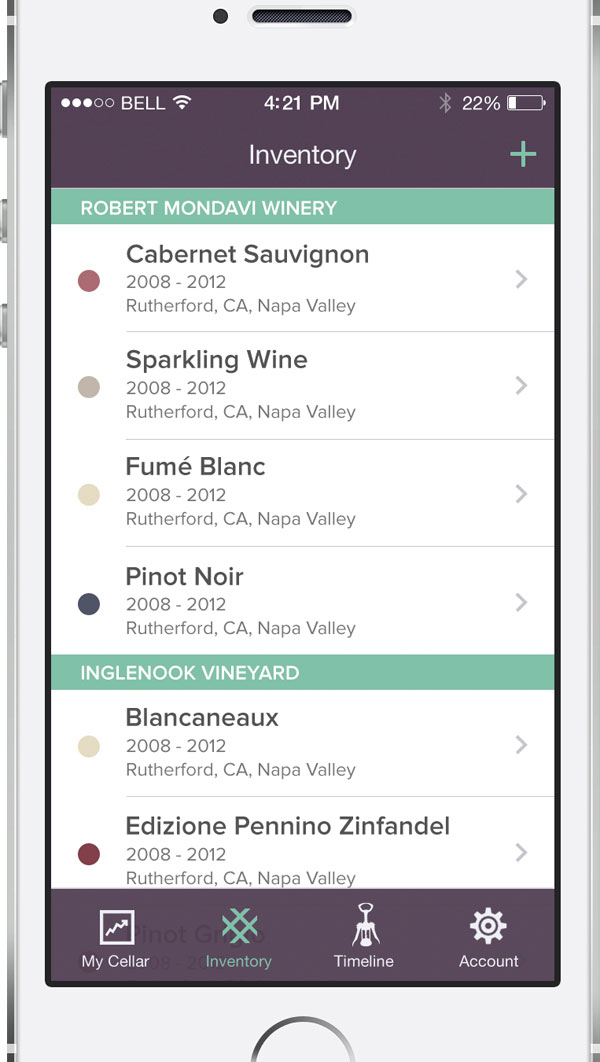 BELL 4:21 PM 22%
Inventory +
ROBERT MONDAVI WINERY
Cabernet Sauvignon
2008 - 2012
Rutherford, CA, Napa Valley
Sparkling Wine
2008 - 2012
Rutherford, CA, Napa Valley
Fumé Blanc
2008 - 2012
Rutherford, CA, Napa Valley
Pinot Noir
2008 - 2012
Rutherford, CA, Napa Valley
INGLENOOK VINEYARD
Blancaneaux
2008 - 2012
Rutherford, CA, Napa Valley
Edizione Pennino Zinfandel
2008 - 2012
Rutherford, CA, Napa Valley
Pinot
My Cellar Inventory Timeline Account